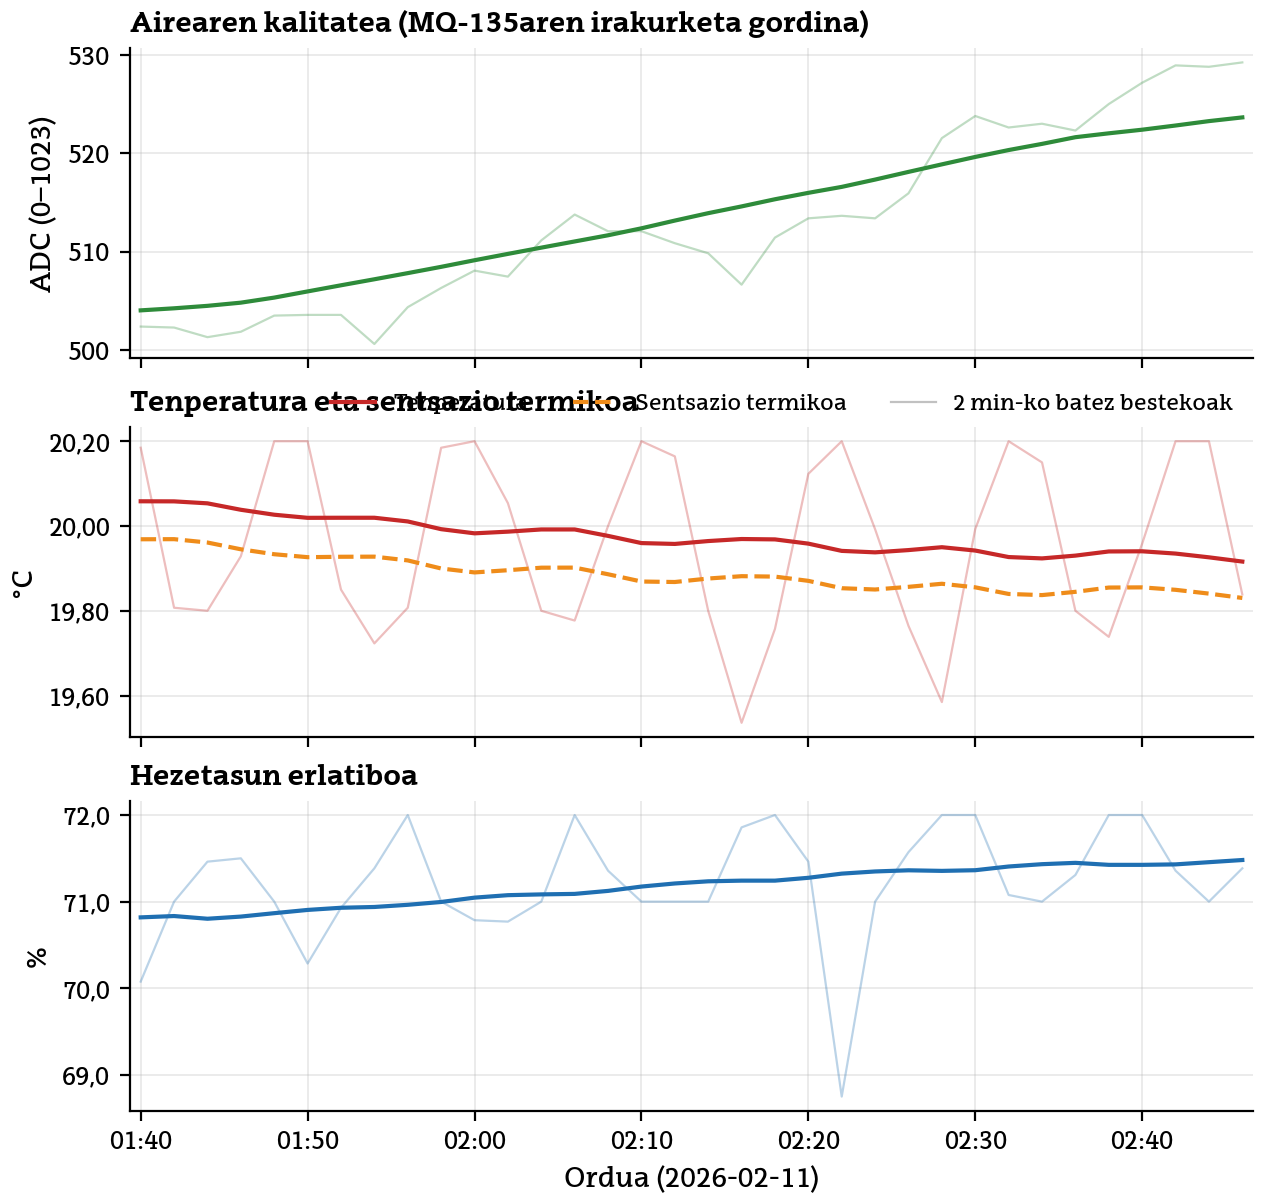 Airearen kalitatea (MQ-135aren irakurketa gordina)
530
520
510
500
ADC (0–1023)
Tenperatura eta sentsazio termikoa
Tenperatura
Sentsazio termikoa
2 min-ko batez bestekoak
20,20
20,00
19,80
19,60
°C
Hezetasun erlatiboa
72,0
71,0
70,0
69,0
%
01:40 01:50 02:00 02:10 02:20 02:30 02:40
Ordua (2026-02-11)